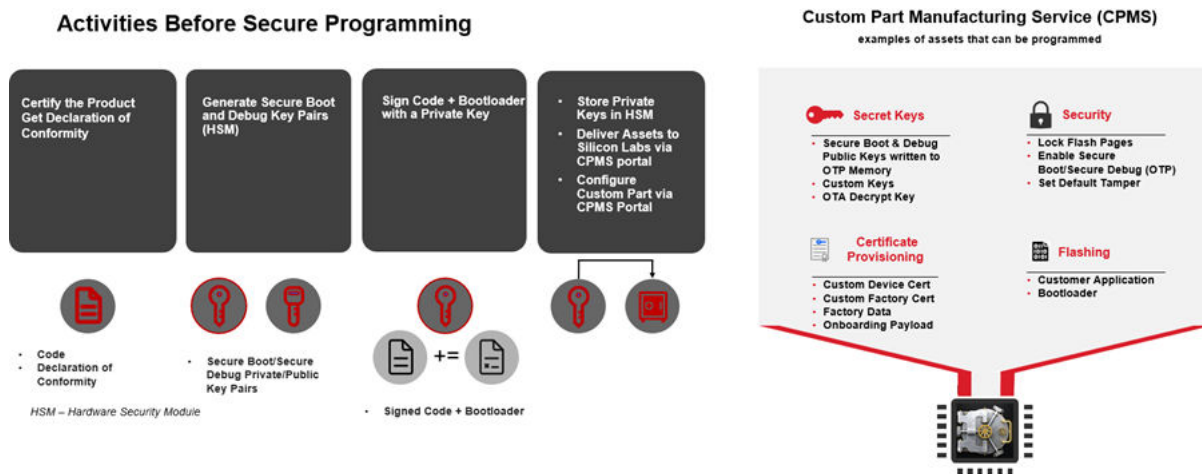 Activities Before Secure Programming
Certify the Product
Get Declaration of
Conformity
Generate Secure Boot
and Debug Key Pairs
(HSM)
Sign Code + Bootloader
with a Private Key
• Store Private
Keys in HSM
• Deliver Assets to
Silicon Labs via
CPMS portal
• Configure
Custom Part via
CPMS Portal
• Code
• Declaration of
Conformity
• Secure Boot/Secure
Debug Private/Public
Key Pairs
+=
• Signed Code + Bootloader
HSM – Hardware Security Module
Custom Part Manufacturing Service (CPMS)
examples of assets that can be programmed
Secret Keys
• Secure Boot & Debug
Public Keys written to
OTP Memory
• Custom Keys
• OTA Decrypt Key
Security
• Lock Flash Pages
• Enable Secure
Boot/Secure Debug (OTP)
• Set Default Tamper
Certificate
Provisioning
• Custom Device Cert
• Custom Factory Cert
• Factory Data
• Onboarding Payload
Flashing
• Customer Application
• Bootloader